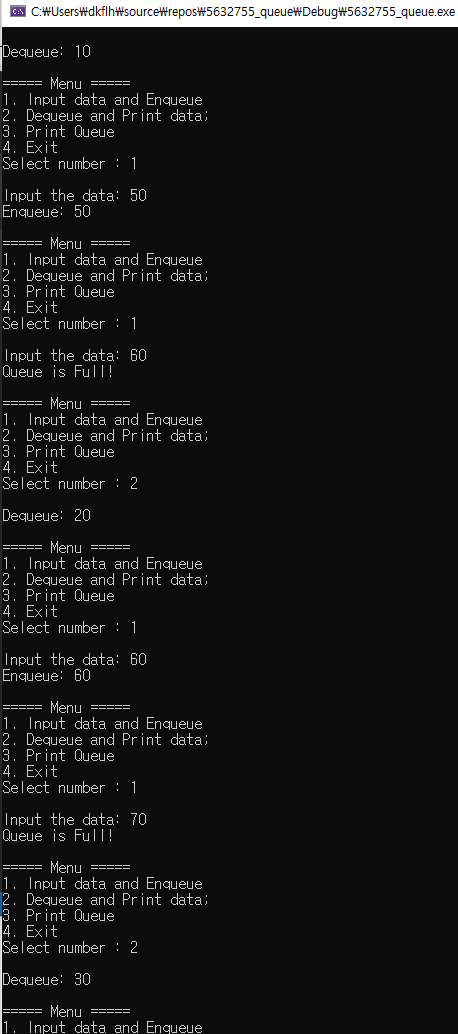 C:\Users\dkflh\source\repos\5632755_queue\Debug\5632755_queue.exe
Dequeue: 10
===== Menu =====
1. Input data and Enqueue
2. Dequeue and Print data;
3. Print Queue
4. Exit
Select number : 1
Input the data: 50
Enqueue: 50
===== Menu =====
1. Input data and Enqueue
2. Dequeue and Print data;
3. Print Queue
4. Exit
Select number : 1
Input the data: 60
Queue is Full!
===== Menu =====
1. Input data and Enqueue
2. Dequeue and Print data;
3. Print Queue
4. Exit
Select number : 2
Dequeue: 20
===== Menu =====
1. Input data and Enqueue
2. Dequeue and Print data;
3. Print Queue
4. Exit
Select number : 1
Input the data: 60
Enqueue: 60
===== Menu =====
1. Input data and Enqueue
2. Dequeue and Print data;
3. Print Queue
4. Exit
Select number : 1
Input the data: 70
Queue is Full!
===== Menu =====
1. Input data and Enqueue
2. Dequeue and Print data;
3. Print Queue
4. Exit
Select number : 2
Dequeue: 30
===== Menu =====
1. Input data and Enqueue